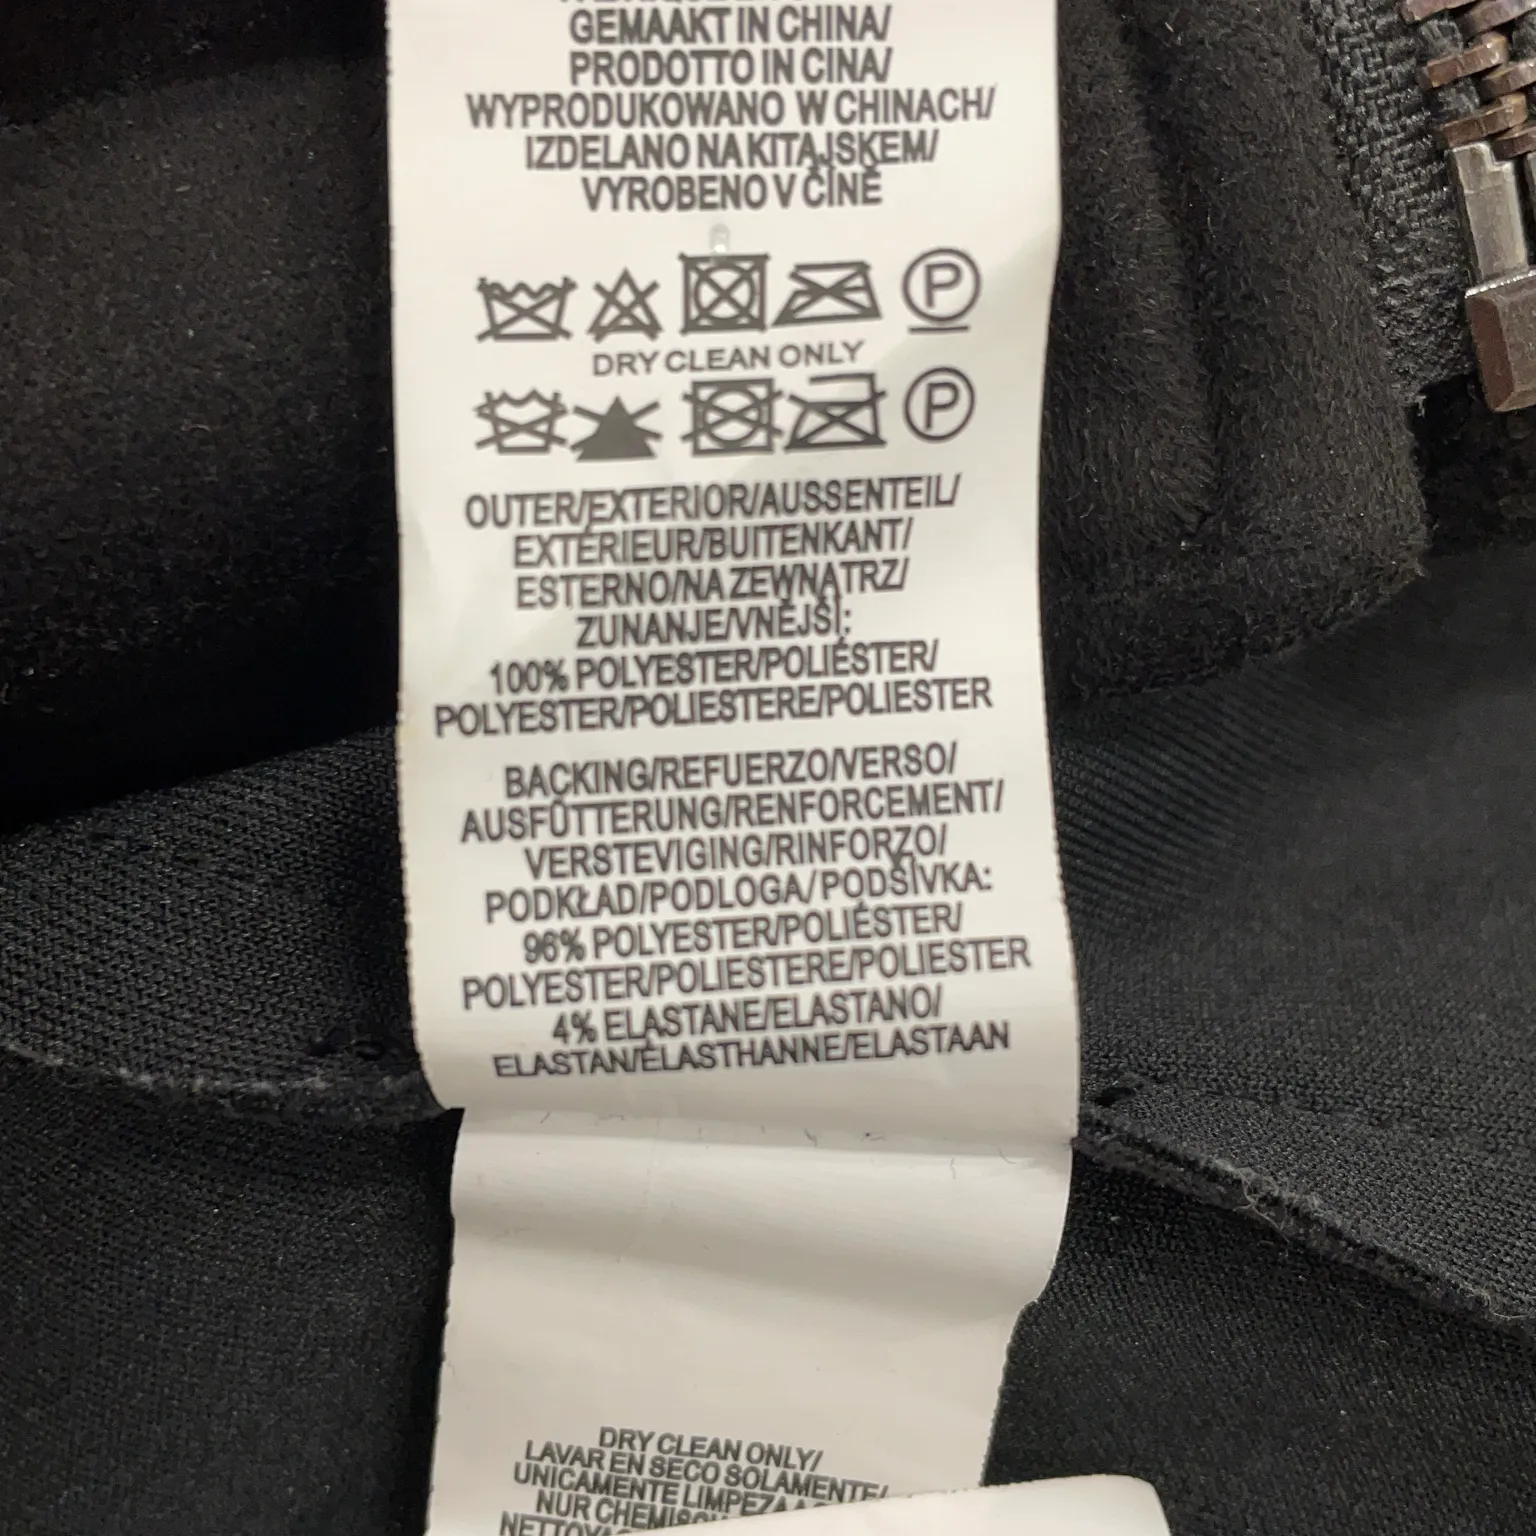 GEMAAKT IN CHINA/
PRODOTTO IN CINA/
WYPRODUKOWANO W CHINACH/
IZDELANO NA KITAJSKEM/
VYROBENO V ČÍNĚ
P
DRY CLEAN ONLY
P
OUTER/EXTERIOR/AUSSENTEIL/
EXTÉRIEUR/BUITENKANT/
ESTERNO/NA ZEWNĄTRZ/
ZUNANJE/VNĚJŠÍ:
100% POLYESTER/POLIÉSTER/
POLYESTER/POLIESTERE/POLIESTER
BACKING/REFUERZO/VERSO/
AUSFÜTTERUNG/RENFORCEMENT/
VERSTEVIGING/RINFORZO/
PODKŁAD/PODLOGA/PODŠÍVKA:
96% POLYESTER/POLIÉSTER/
POLYESTER/POLIESTERE/POLIESTER
4% ELASTANE/ELASTANO/
ELASTAN/ÉLASTHANNE/ELASTAAN
DRY CLEAN ONLY/
LAVAR EN SECO SOLAMENTE/
UNICAMENTE LIMPEZA
NUR